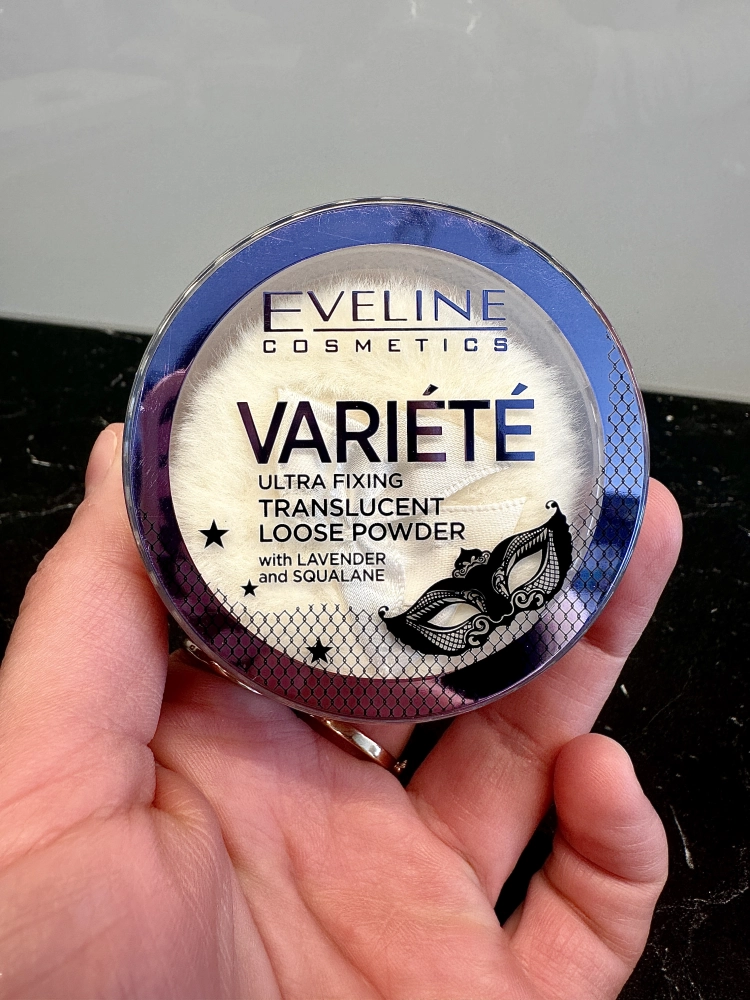 EVELINE
COSMETICS
VARIÉTÉ
ULTRA FIXING
TRANSLUCENT
LOOSE POWDER
with LAVENDER
and SQUALANE